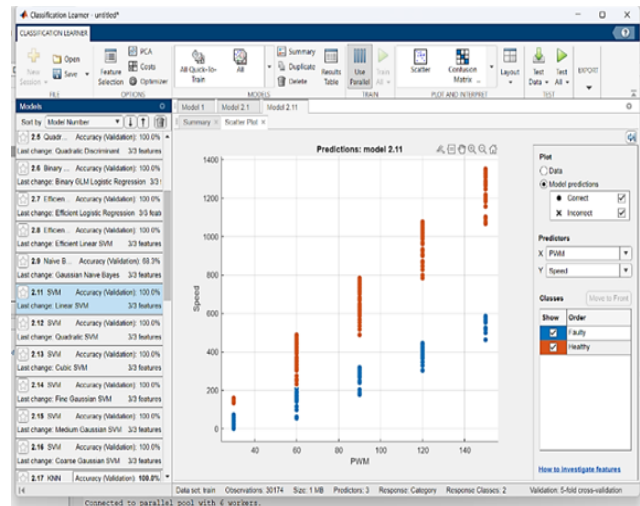 Classification Learner - untitled*
CLASSIFICATION LEARNER
New Session
Open
Save
FILE
Feature Selection
PCA
Costs
Optimizer
OPTIONS
All Quick-To-Train
All
Summary
Duplicate
Delete
MODELS
Results Table
Use Parallel
Train All
TRAIN
Scatter
Confusion Matrix
Layout
PLOT AND INTERPRET
Test Data
Test All
TEST
EXPORT
Models
Sort by Model Number
2.5 Quadr... Accuracy (Validation): 100.0%
Last change: Quadratic Discriminant 3/3 features
2.6 Binary ... Accuracy (Validation): 100.0%
Last change: Binary GLM Logistic Regression 3/3
2.7 Efficien... Accuracy (Validation): 100.0%
Last change: Efficient Logistic Regression 3/3 feat
2.8 Efficien... Accuracy (Validation): 100.0%
Last change: Efficient Linear SVM 3/3 features
2.9 Naive B... Accuracy (Validation): 68.3%
Last change: Gaussian Naive Bayes 3/3 features
2.11 SVM Accuracy (Validation): 100.0%
Last change: Linear SVM 3/3 features
2.12 SVM Accuracy (Validation): 100.0%
Last change: Quadratic SVM 3/3 features
2.13 SVM Accuracy (Validation): 100.0%
Last change: Cubic SVM 3/3 features
2.14 SVM Accuracy (Validation): 100.0%
Last change: Fine Gaussian SVM 3/3 features
2.15 SVM Accuracy (Validation): 100.0%
Last change: Medium Gaussian SVM 3/3 features
2.16 SVM Accuracy (Validation): 100.0%
Last change: Coarse Gaussian SVM 3/3 features
2.17 KNN Accuracy (Validation): 100.0%
Model 1
Model 2.1
Model 2.11
Summary
Scatter Plot
Predictions: model 2.11
1400
1200
1000
800
600
400
200
0
Speed
40 60 80 100 120 140
PWM
Plot
Data
Model predictions
Correct
Incorrect
Predictors
X PWM
Y Speed
Classes
Move to Front
Show Order
Faulty
Healthy
How to investigate features
Data set: train Observations: 30174 Size: 1 MB Predictors: 3 Response: Category Response Classes: 2 Validation: 5-fold cross-validation
Connected to parallel pool with 6 workers.